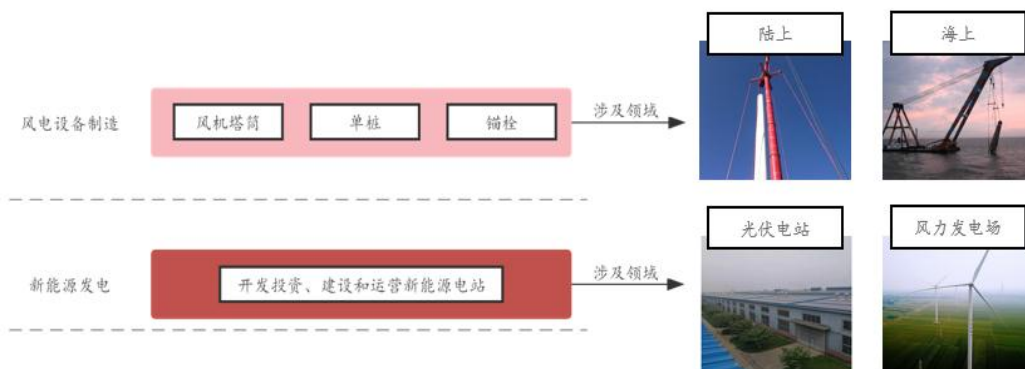 陆上
海上
风电设备制造
风机塔筒
单桩
锚栓
涉及领域
光伏电站
风力发电场
新能源发电
开发投资、建设和运营新能源电站
涉及领域